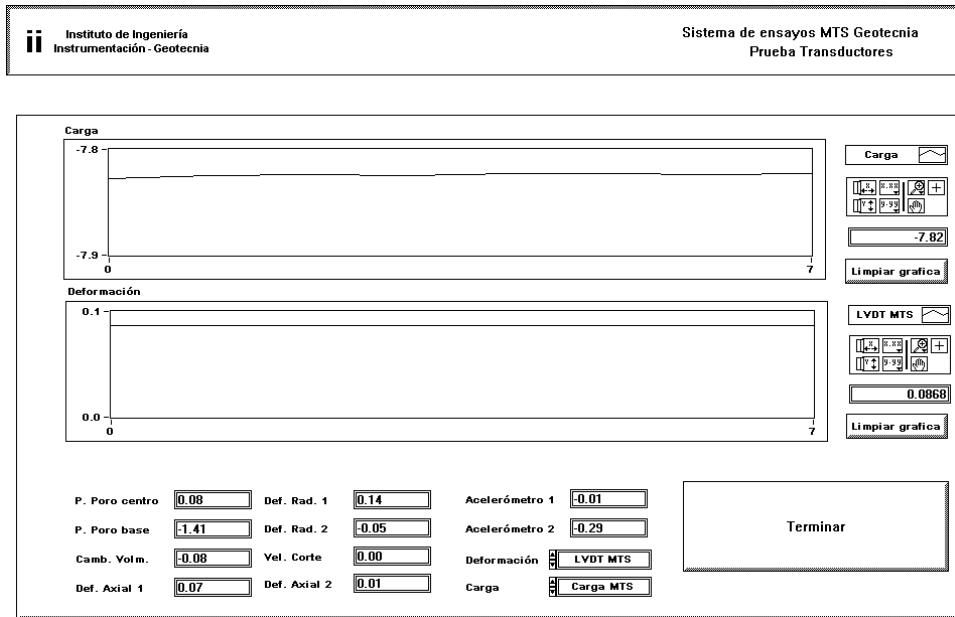 ii
Instituto de Ingeniería
Instrumentación - Geotecnia
Sistema de ensayos MTS Geotecnia
Prueba Transductores
Carga
-7.8
-7.9
0
7
Carga
-7.82
Limpiar grafica
Deformación
0.1
0.0
0
7
LVDT MTS
0.0868
Limpiar grafica
P. Poro centro 0.08 Def. Rad. 1 0.14 Acelerómetro 1 -0.01
P. Poro base -1.41 Def. Rad. 2 -0.05 Acelerómetro 2 -0.29
Camb. Volm. -0.08 Vel. Corte 0.00 Deformación LVDT MTS
Def. Axial 1 0.07 Def. Axial 2 0.01 Carga Carga MTS
Terminar